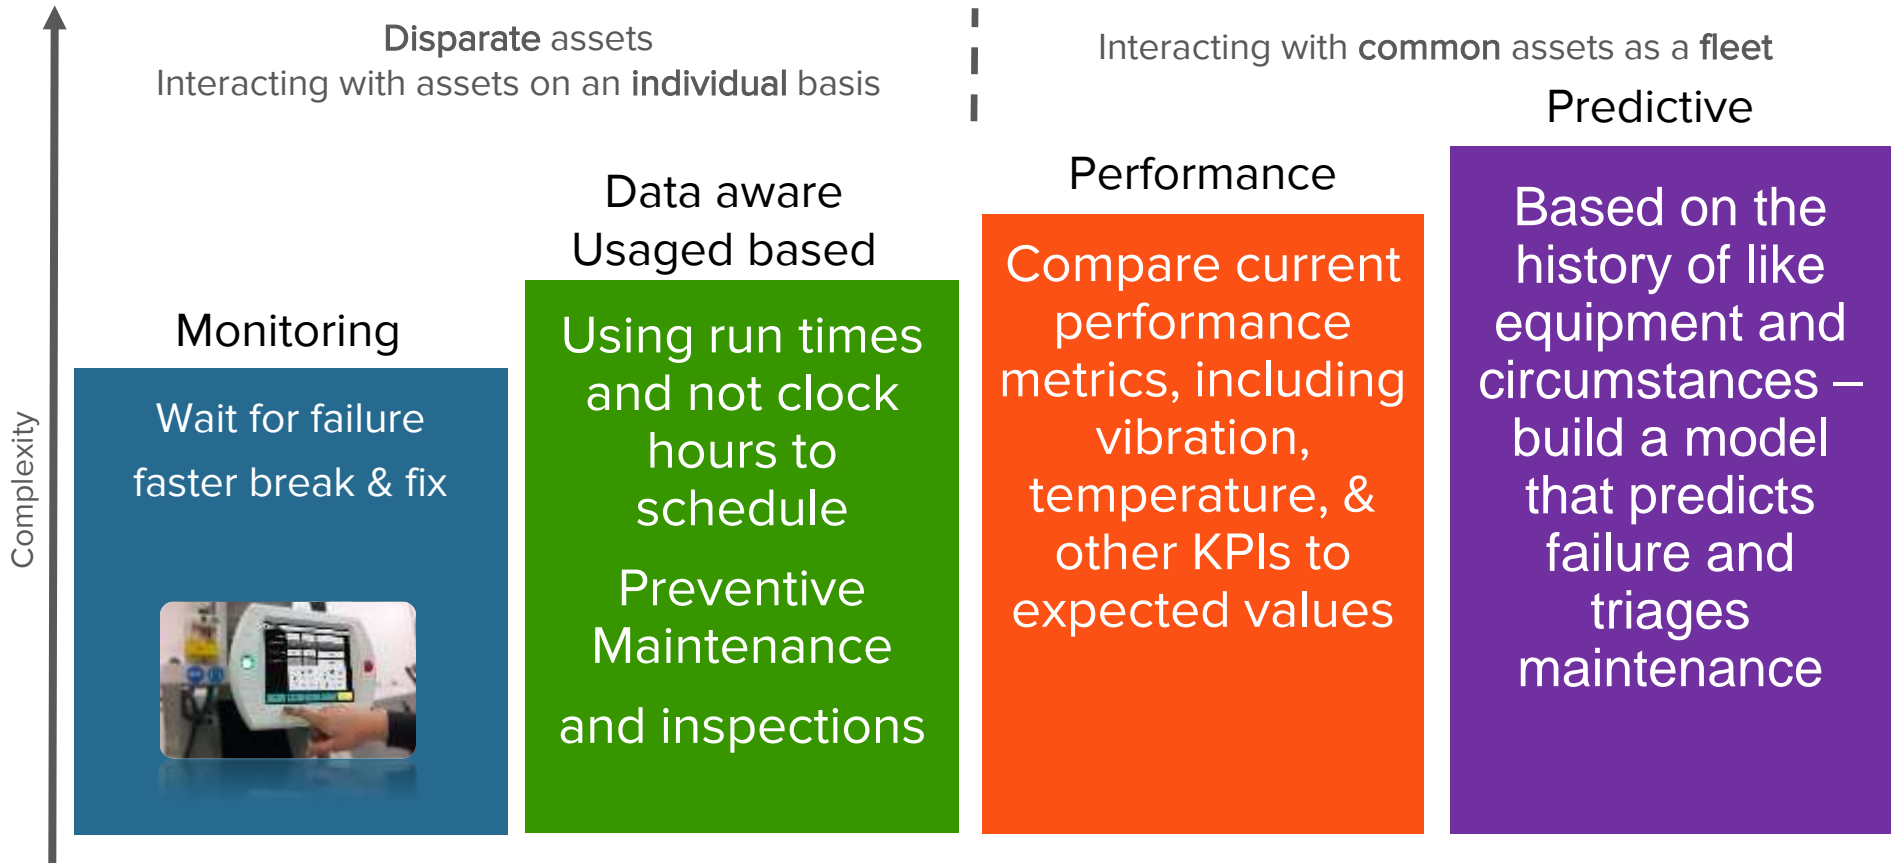 Disparate assets
Interacting with assets on an individual basis
Interacting with common assets as a fleet
Complexity
Monitoring
Wait for failure
faster break & fix
Data aware
Usaged based
Using run times
and not clock
hours to
schedule
Preventive
Maintenance
and inspections
Performance
Compare current
performance
metrics, including
vibration,
temperature, &
other KPIs to
expected values
Predictive
Based on the
history of like
equipment and
circumstances –
build a model
that predicts
failure and
triages
maintenance